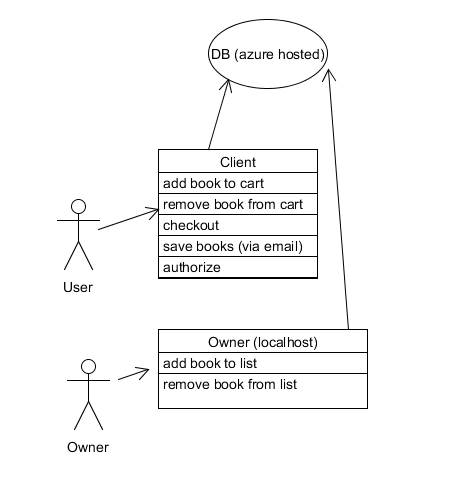 DB (azure hosted)
Client
add book to cart
remove book from cart
checkout
save books (via email)
authorize
User
Owner (localhost)
add book to list
remove book from list
Owner